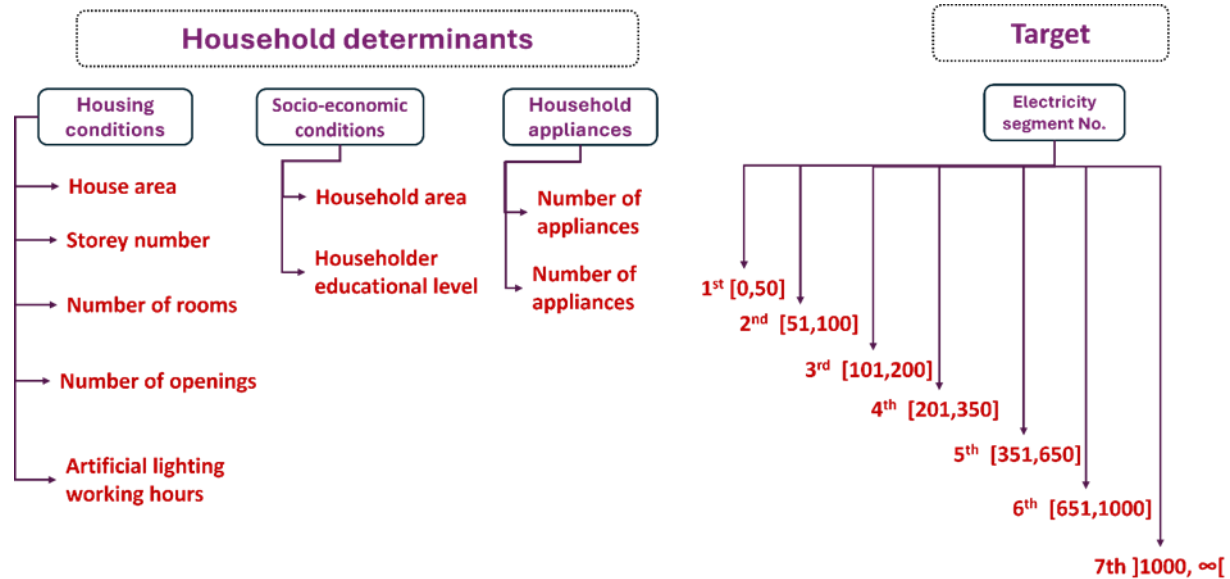 Household determinants
Target
Housing
conditions
Socio-economic
conditions
Household
appliances
Electricity
segment No.
House area
Storey number
Number of rooms
Number of openings
Artificial lighting
working hours
Household area
Householder
educational level
Number of
appliances
Number of
appliances
1st [0,50]
2nd [51,100]
3rd [101,200]
4th [201,350]
5th [351,650]
6th [651,1000]
7th ]1000, ∞[